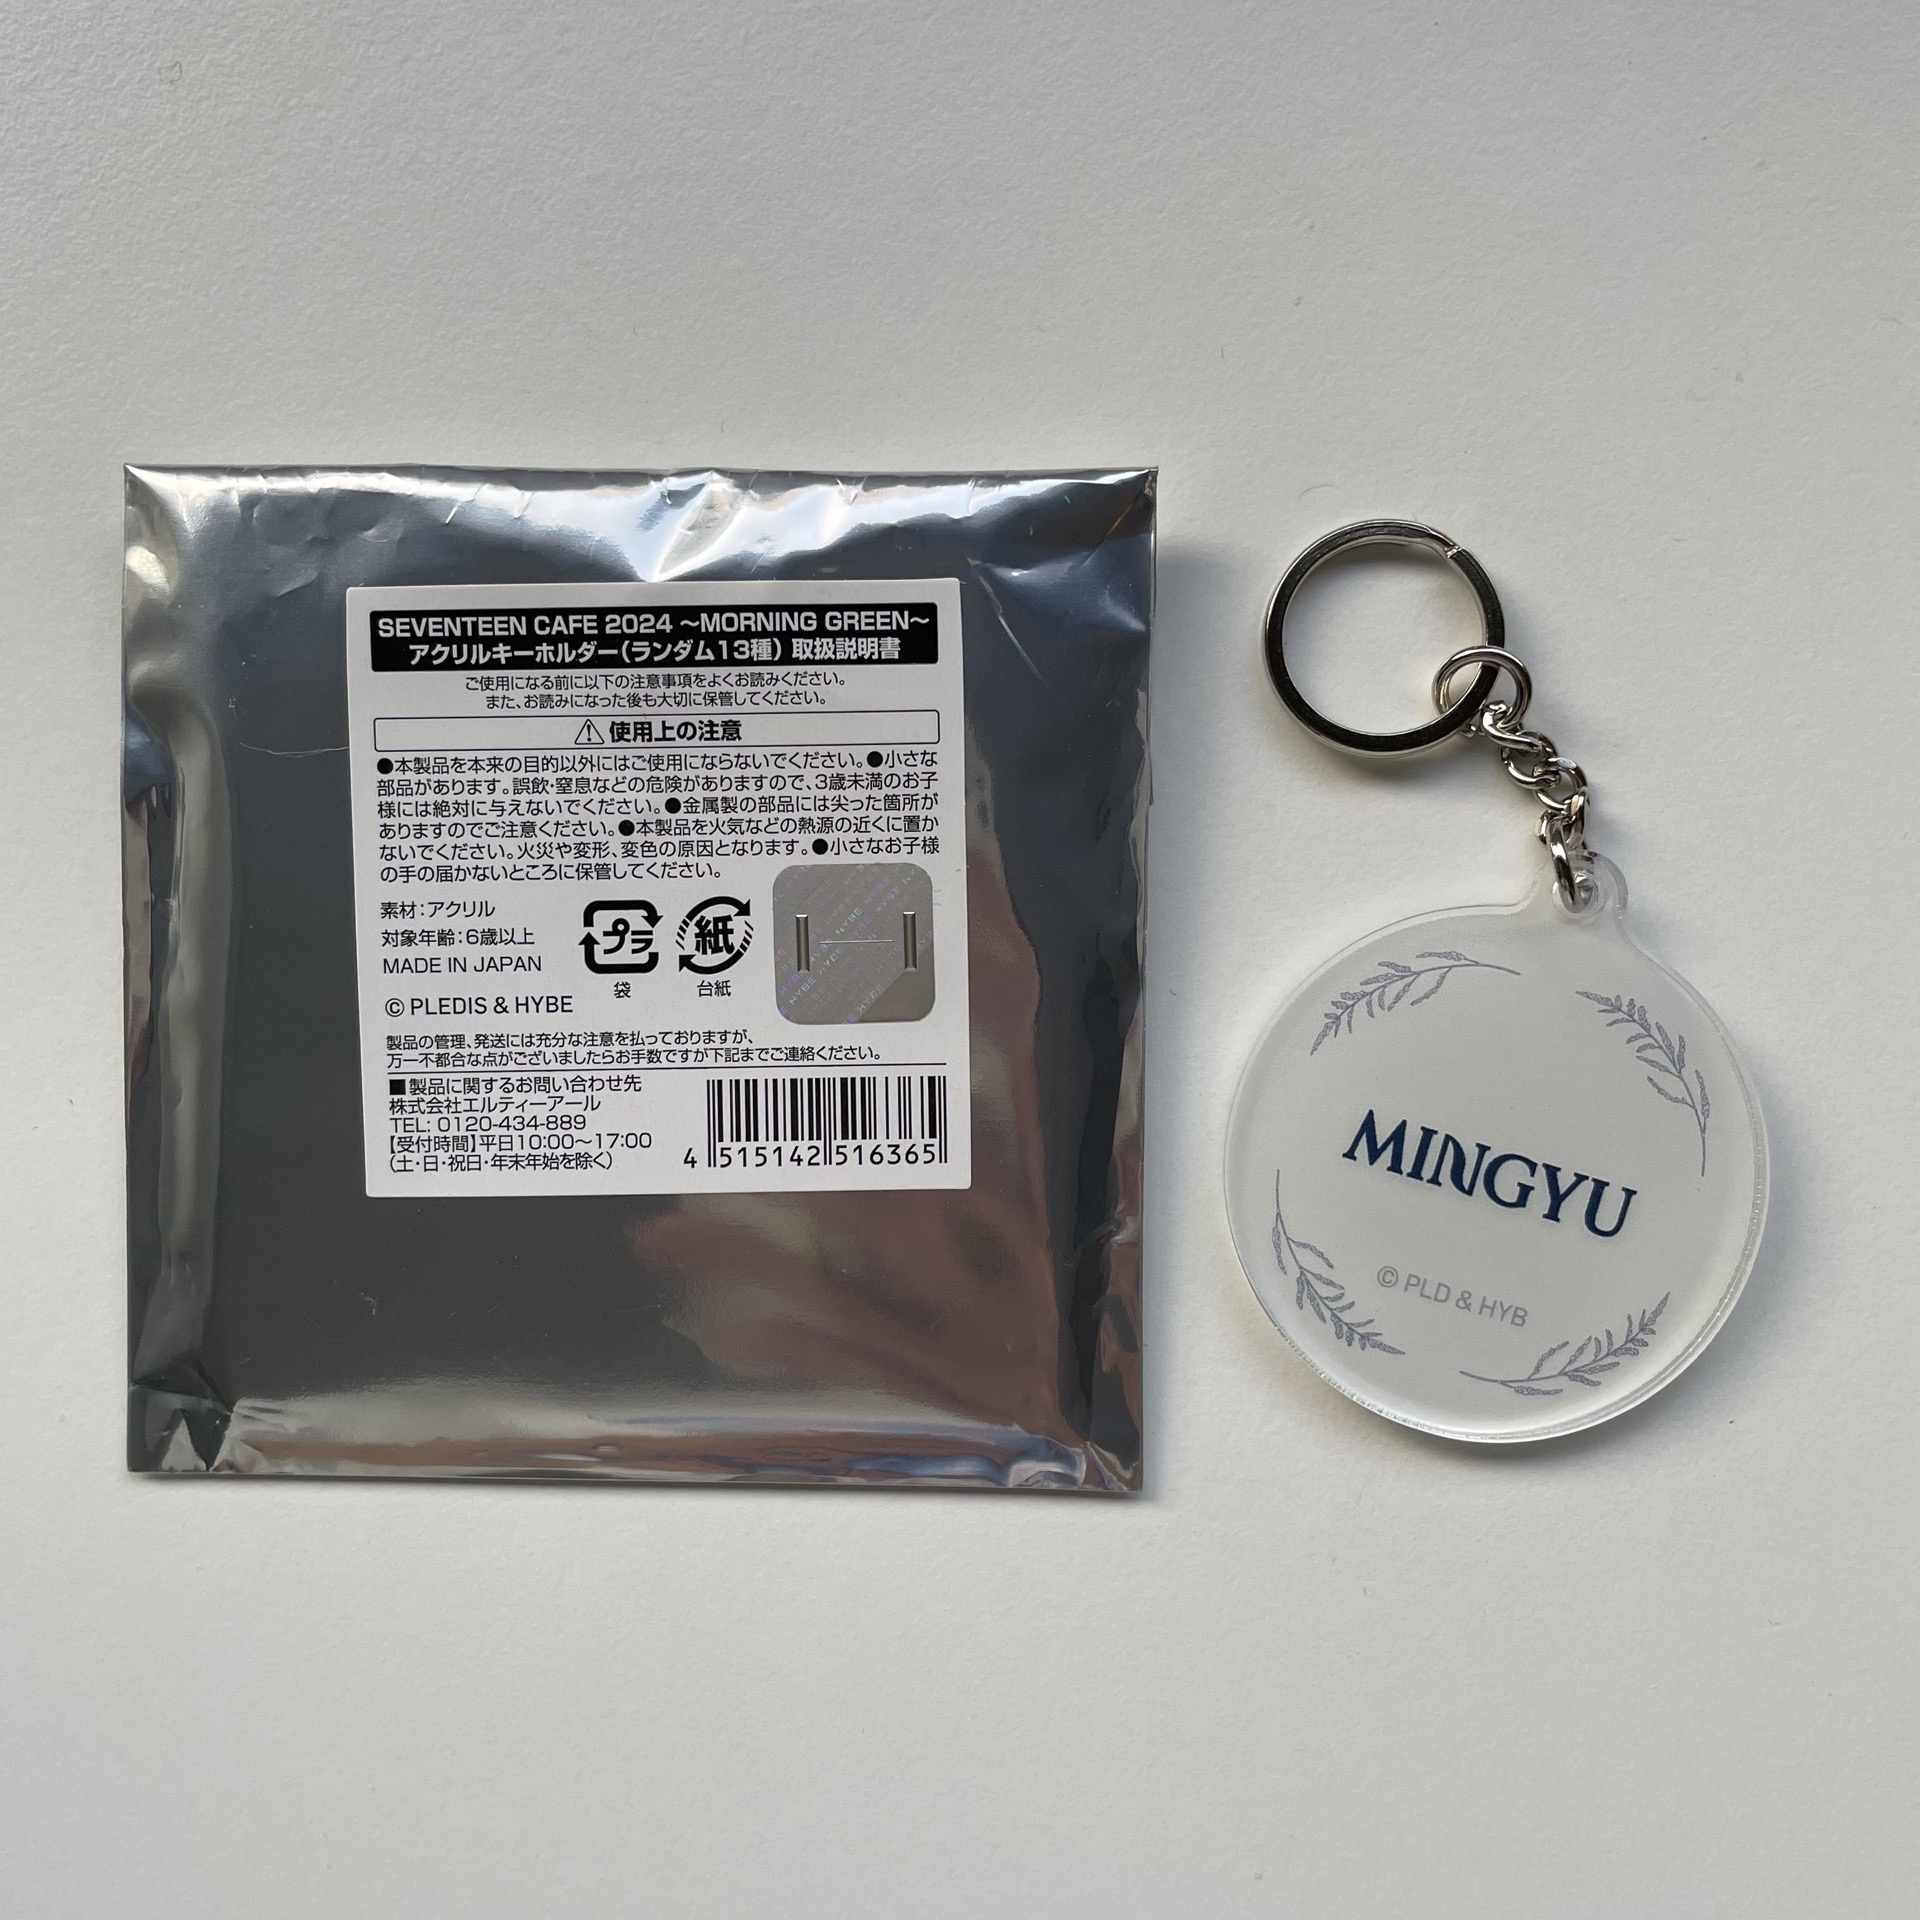 SEVENTEEN CAFE 2024 ～MORNING GREEN～
アクリルキーホルダー(ランダム13種) 取扱説明書
ご使用になる前に以下の注意事項をよくお読みください。
また、お読みになった後も大切に保管してください。
使用上の注意
●本製品を本来の目的以外にはご使用にならないでください。●小さな
部品があります。誤飲・窒息などの危険がありますので、3歳未満のお子
様には絶対に与えないでください。●金属製の部品には尖った箇所が
ありますのでご注意ください。●本製品を火気などの熱源の近くに置か
ないでください。火災や変形、変色の原因となります。●小さなお子様
の手の届かないところに保管してください。
素材：アクリル
対象年齢：6歳以上
MADE IN JAPAN
© PLEDIS & HYBE
プラ
袋
紙
台紙
HYBE HYBE HYBE
製品の管理、発送には充分な注意を払っておりますが、
万一不都合な点がございましたらお手数ですが下記までご連絡ください。
■製品に関するお問い合わせ先
株式会社エルティーアール
TEL: 0120-434-889
【受付時間】平日10:00～17:00
(土・日・祝日・年末年始を除く)
4 515142 516365
MINGYU
© PLD & HYB